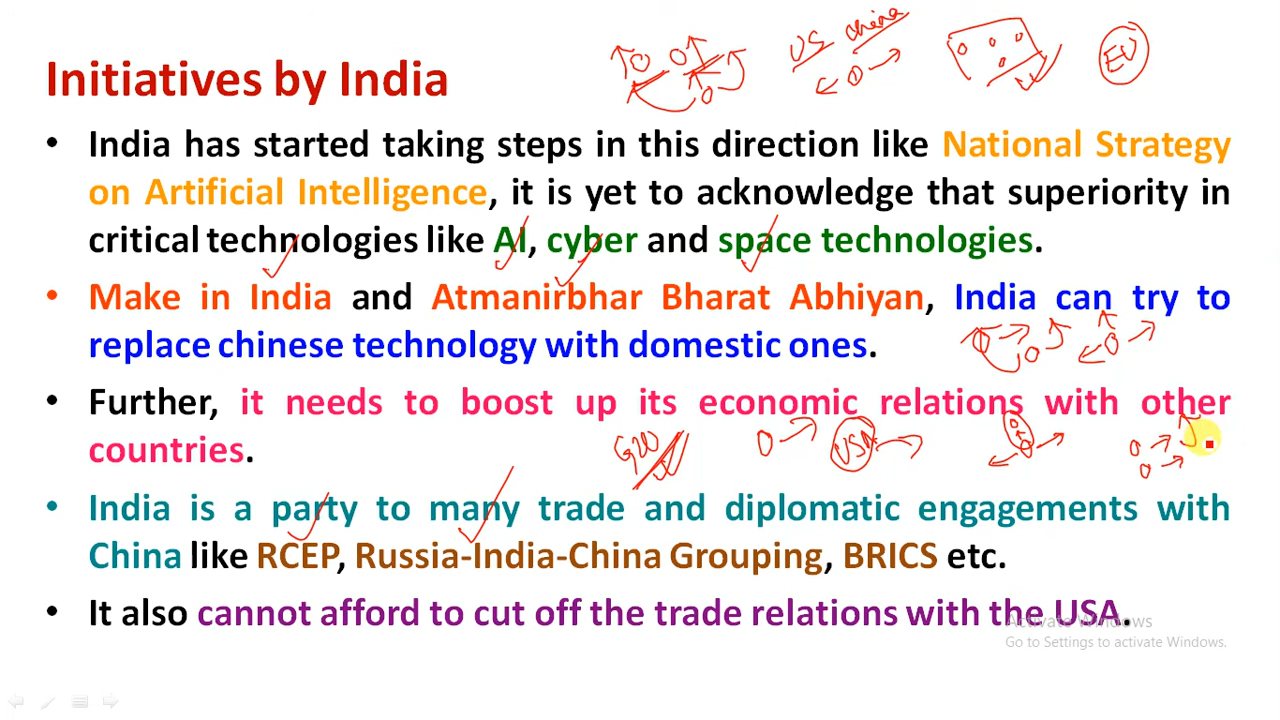 US China
EU
Initiatives by India
• India has started taking steps in this direction like National Strategy
on Artificial Intelligence, it is yet to acknowledge that superiority in
critical technologies like AI, cyber and space technologies.
• Make in India and Atmanirbhar Bharat Abhiyan, India can try to
replace chinese technology with domestic ones.
• Further, it needs to boost up its economic relations with other
countries.
G20 USA
• India is a party to many trade and diplomatic engagements with
China like RCEP, Russia-India-China Grouping, BRICS etc.
• It also cannot afford to cut off the trade relations with the USA.
Activate Windows
Go to Settings to activate Windows.